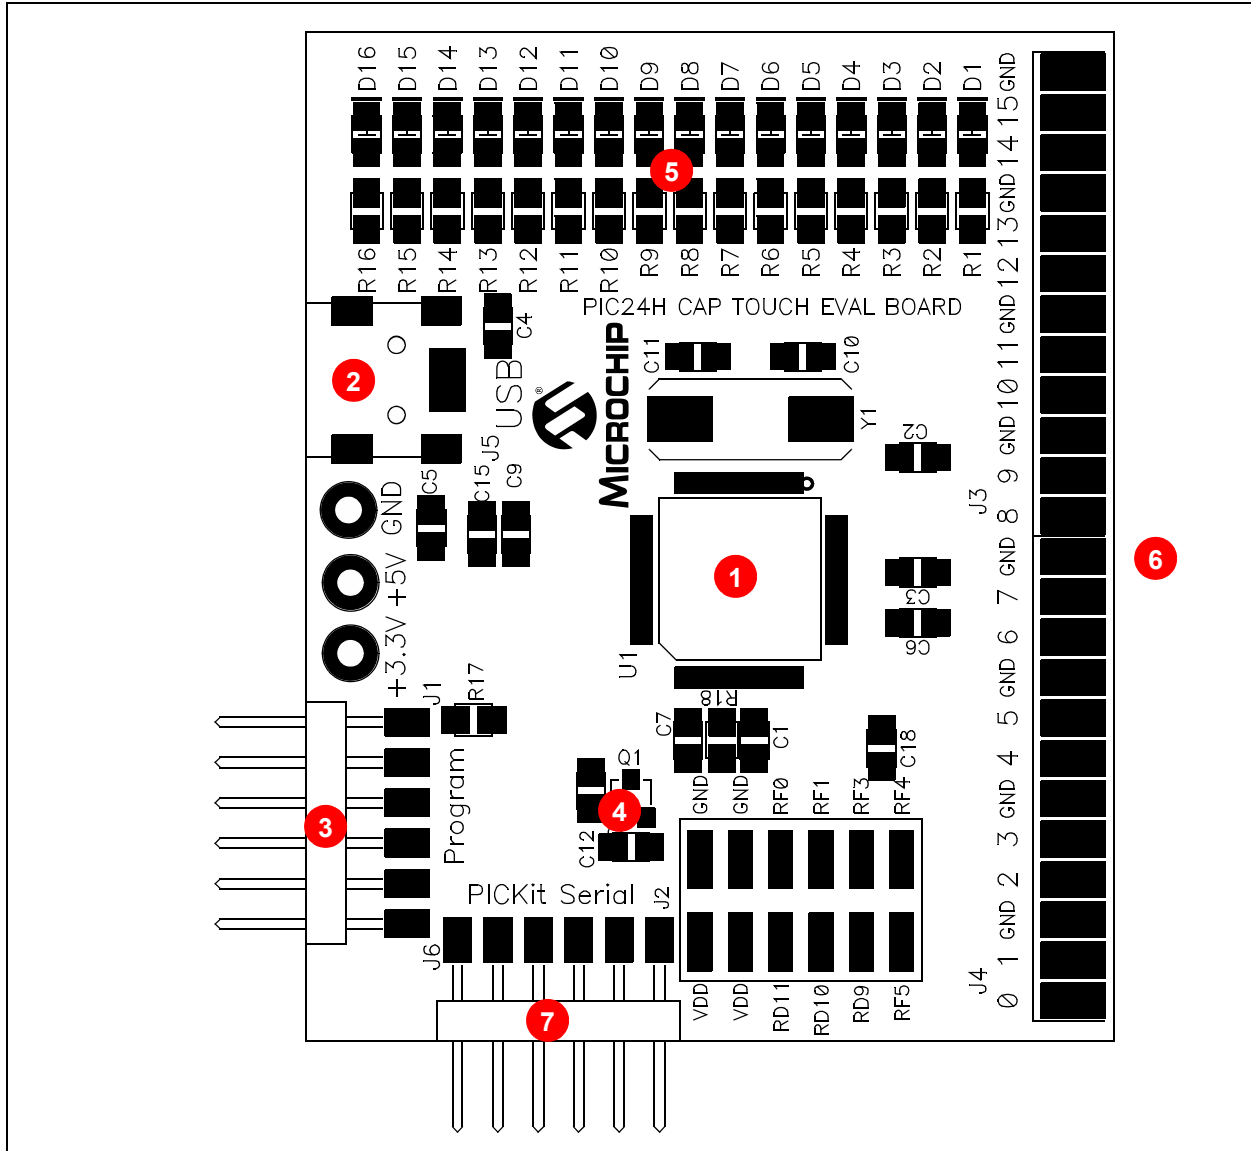 D16 D15 D14 D13 D12 D11 D10 D9 D8 D7 D6 D5 D4 D3 D2 D1
5
R16 R15 R14 R13 R12 R11 R10 R9 R8 R7 R6 R5 R4 R3 R2 R1
PIC24H CAP TOUCH EVAL BOARD
C4
C11
C10
2
USB
J5
®
MICROCHIP
Y1
C2
C5
C15
C9
GND
+5V
+3.3V
1
U1
C3
C6
J3
6
J1
R17
R18
C7
C1
C18
Q1
4
C12
3
Program
PICKit Serial
J2
J6
7
GND GND RF0 RF1 RF3 RF4
VDD VDD RD11 RD10 RD9 RF5
J4
GND
15
14
GND
13
12
GND
11
10
GND
9
8
GND
7
6
GND
5
4
GND
3
2
GND
1
0